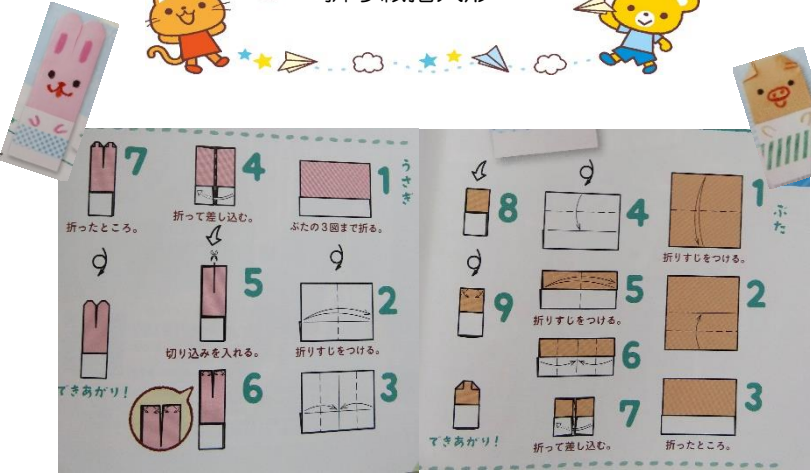 ぶた
1
折りすじをつける。
2
3
折ったところ。
4
5
折りすじをつける。
6
7
折って差し込む。
8
9
できあがり!
うさぎ
1
ぶたの3図まで折る。
2
折りすじをつける。
3
4
折って差し込む。
5
切り込みを入れる。
6
7
折ったところ。
できあがり!